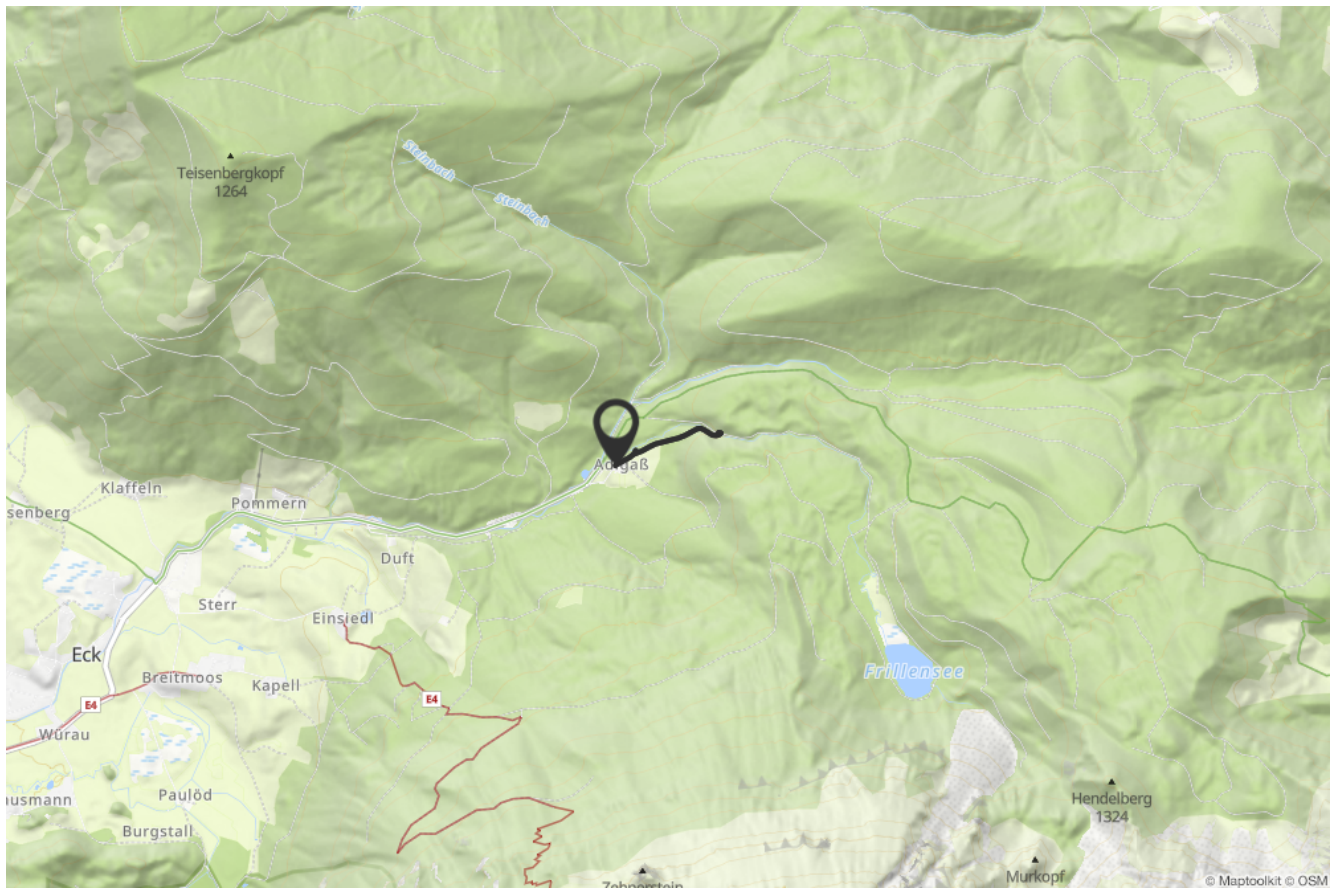 Steinbach
Teisenbergkopf
1264
Steinbach
Adlgaß
Klaffeln
Pommern
senberg
Duft
Sterr
Einsiedl
Eck
Breitmoos
Kapell
Frillensee
E4
E4
Würau
Paulöd
ausmann
Hendelberg
1324
Burgstall
Murkopf
© Maptoolkit © OSM